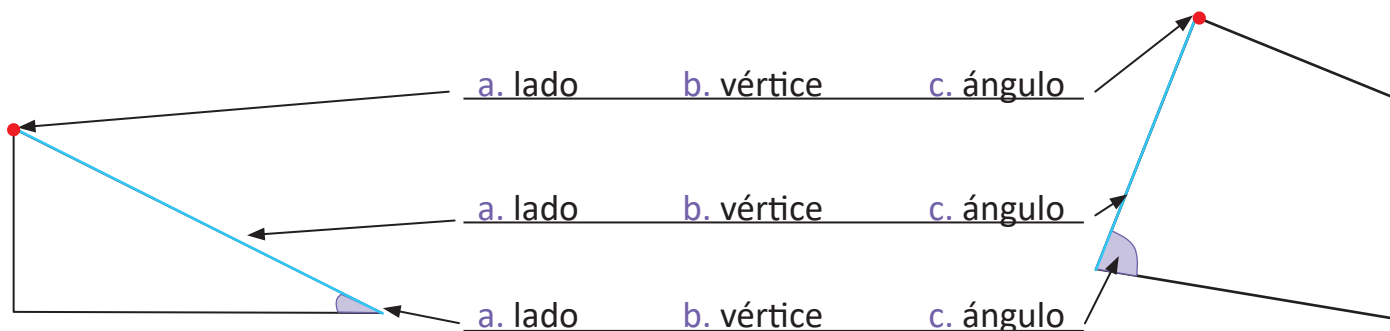 a. lado b. vértice c. ángulo
a. lado b. vértice c. ángulo
a. lado b. vértice c. ángulo